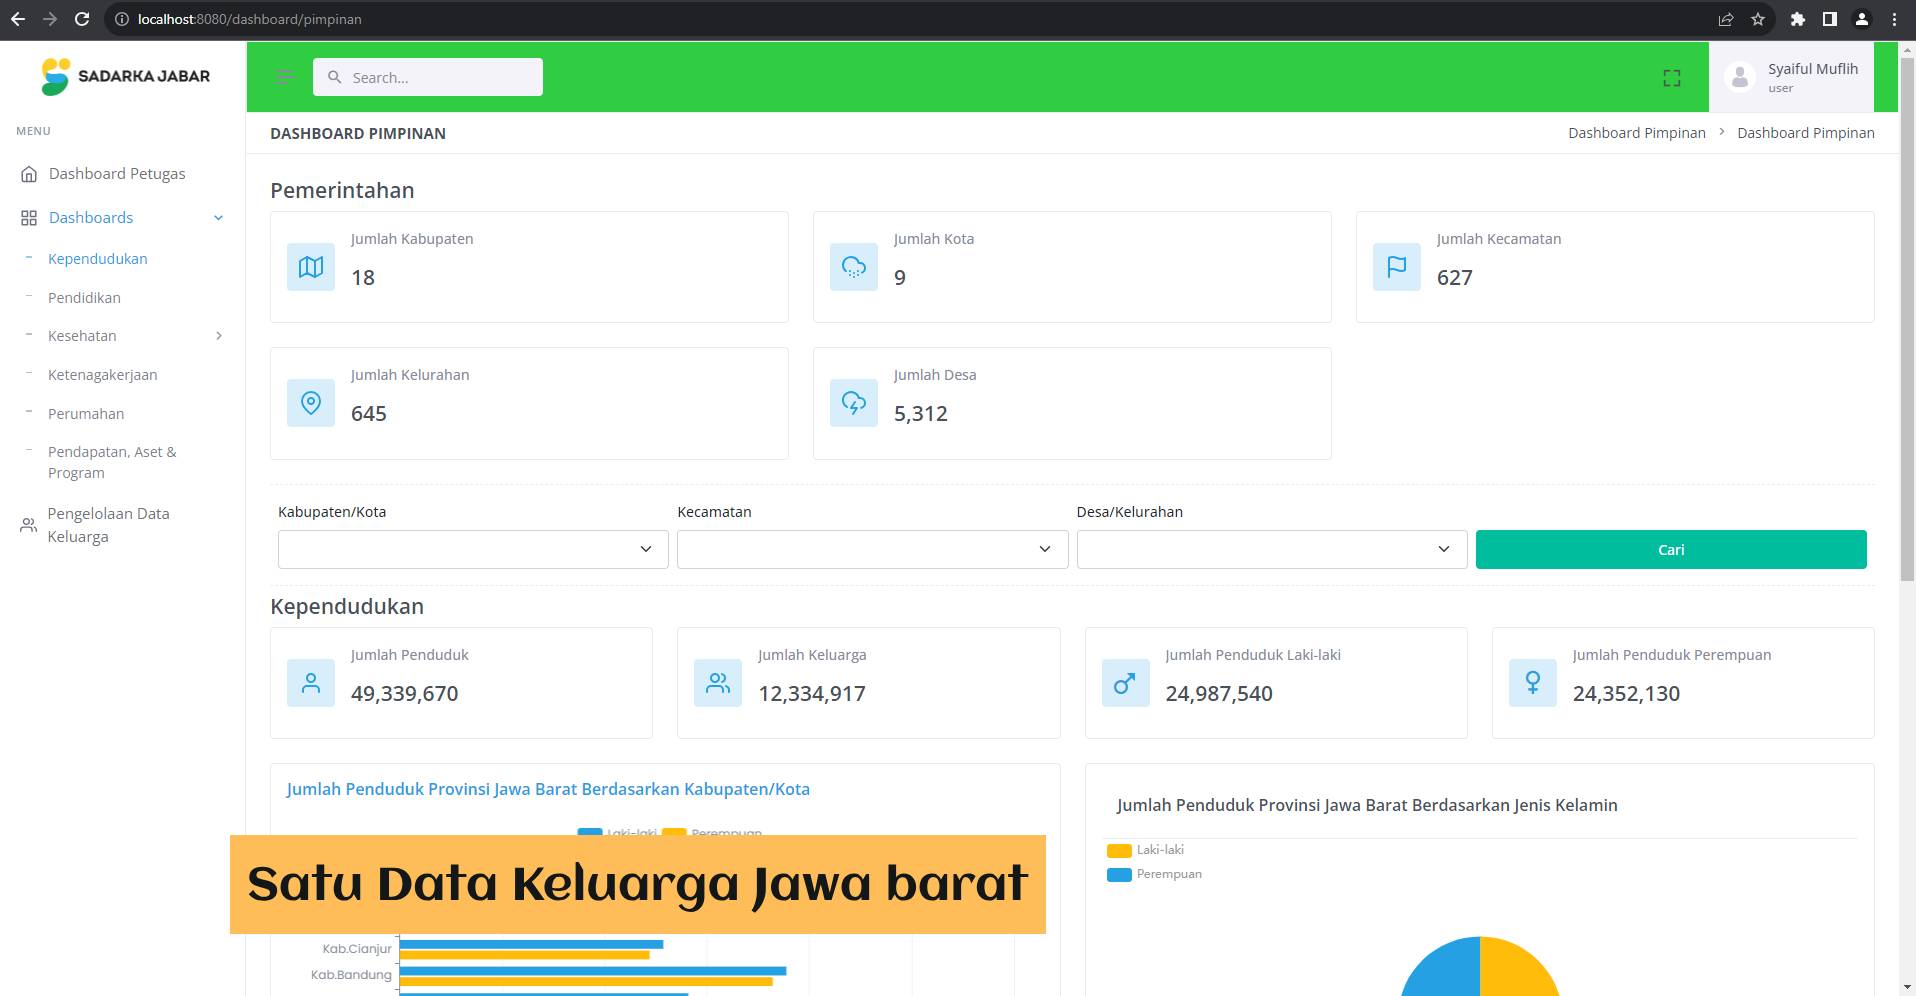 localhost:8080/dashboard/pimpinan
SADARKA JABAR
Search...
Syaiful Muflih
user
MENU
DASHBOARD PIMPINAN
Dashboard Pimpinan > Dashboard Pimpinan
Dashboard Petugas
Dashboards
Kependudukan
Pendidikan
Kesehatan
Ketenagakerjaan
Perumahan
Pendapatan, Aset &
Program
Pengelolaan Data
Keluarga
Pemerintahan
Jumlah Kabupaten
18
Jumlah Kota
9
Jumlah Kecamatan
627
Jumlah Kelurahan
645
Jumlah Desa
5,312
Kabupaten/Kota
Kecamatan
Desa/Kelurahan
Cari
Kependudukan
Jumlah Penduduk
49,339,670
Jumlah Keluarga
12,334,917
Jumlah Penduduk Laki-laki
24,987,540
Jumlah Penduduk Perempuan
24,352,130
Jumlah Penduduk Provinsi Jawa Barat Berdasarkan Kabupaten/Kota
Laki-laki
Perempuan
Satu Data Keluarga Jawa barat
Kab.Cianjur
Kab.Bandung
Jumlah Penduduk Provinsi Jawa Barat Berdasarkan Jenis Kelamin
Laki-laki
Perempuan